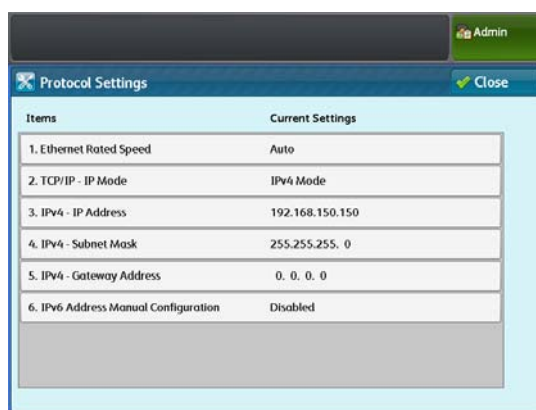 Admin
Protocol Settings
Close
Items Current Settings
1. Ethernet Rated Speed Auto
2. TCP/IP - IP Mode IPv4 Mode
3. IPv4 - IP Address 192.168.150.150
4. IPv4 - Subnet Mask 255.255.255. 0
5. IPv4 - Gateway Address 0. 0. 0. 0
6. IPv6 Address Manual Configuration Disabled